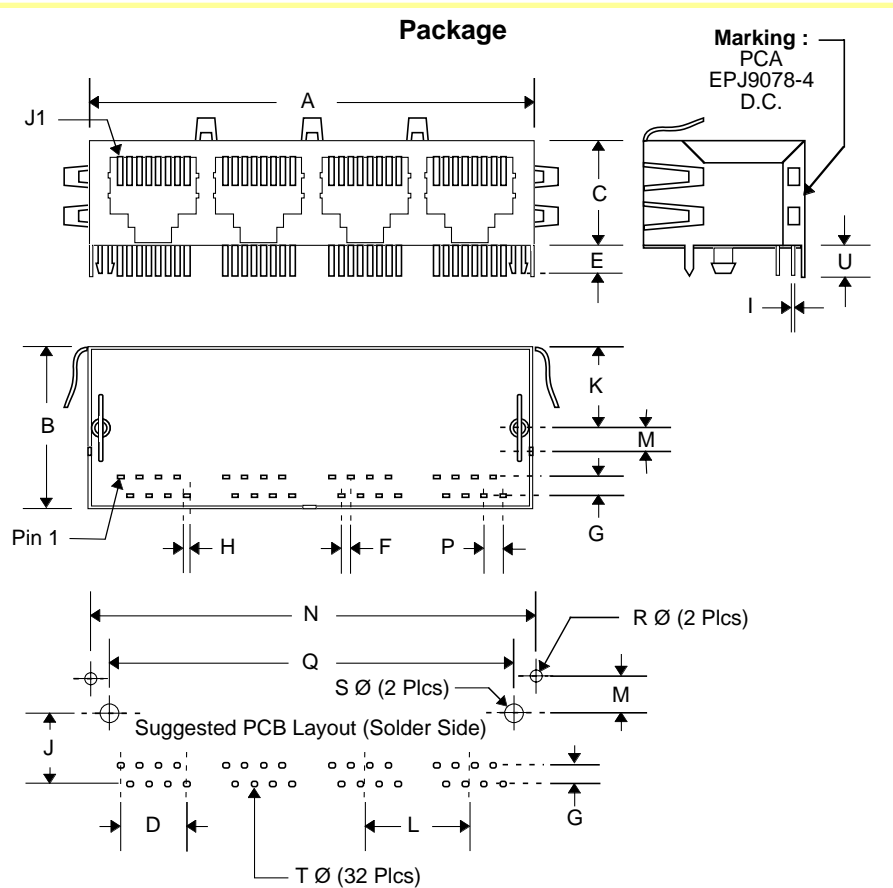 Package
Marking :
PCA
EPJ9078-4
D.C.
A
J1
C
E
U
I
B
K
M
G
Pin 1
H
F
P
N
R Ø (2 Plcs)
Q
S Ø (2 Plcs)
M
Suggested PCB Layout (Solder Side)
J
D
L
G
T Ø (32 Plcs)